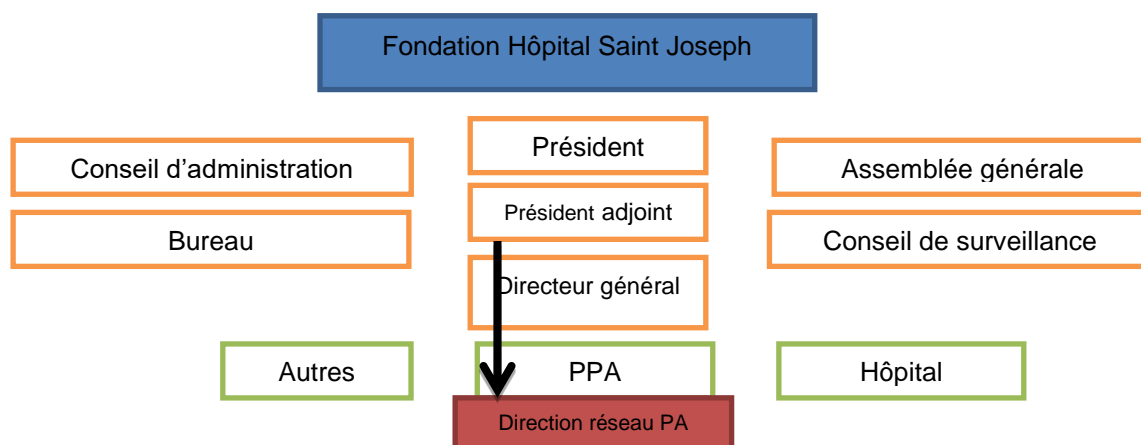 Fondation Hôpital Saint Joseph
Président
Conseil d'administration
Assemblée générale
Président adjoint
Bureau
Conseil de surveillance
Directeur général
Autres
PPA
Hôpital
Direction réseau PA